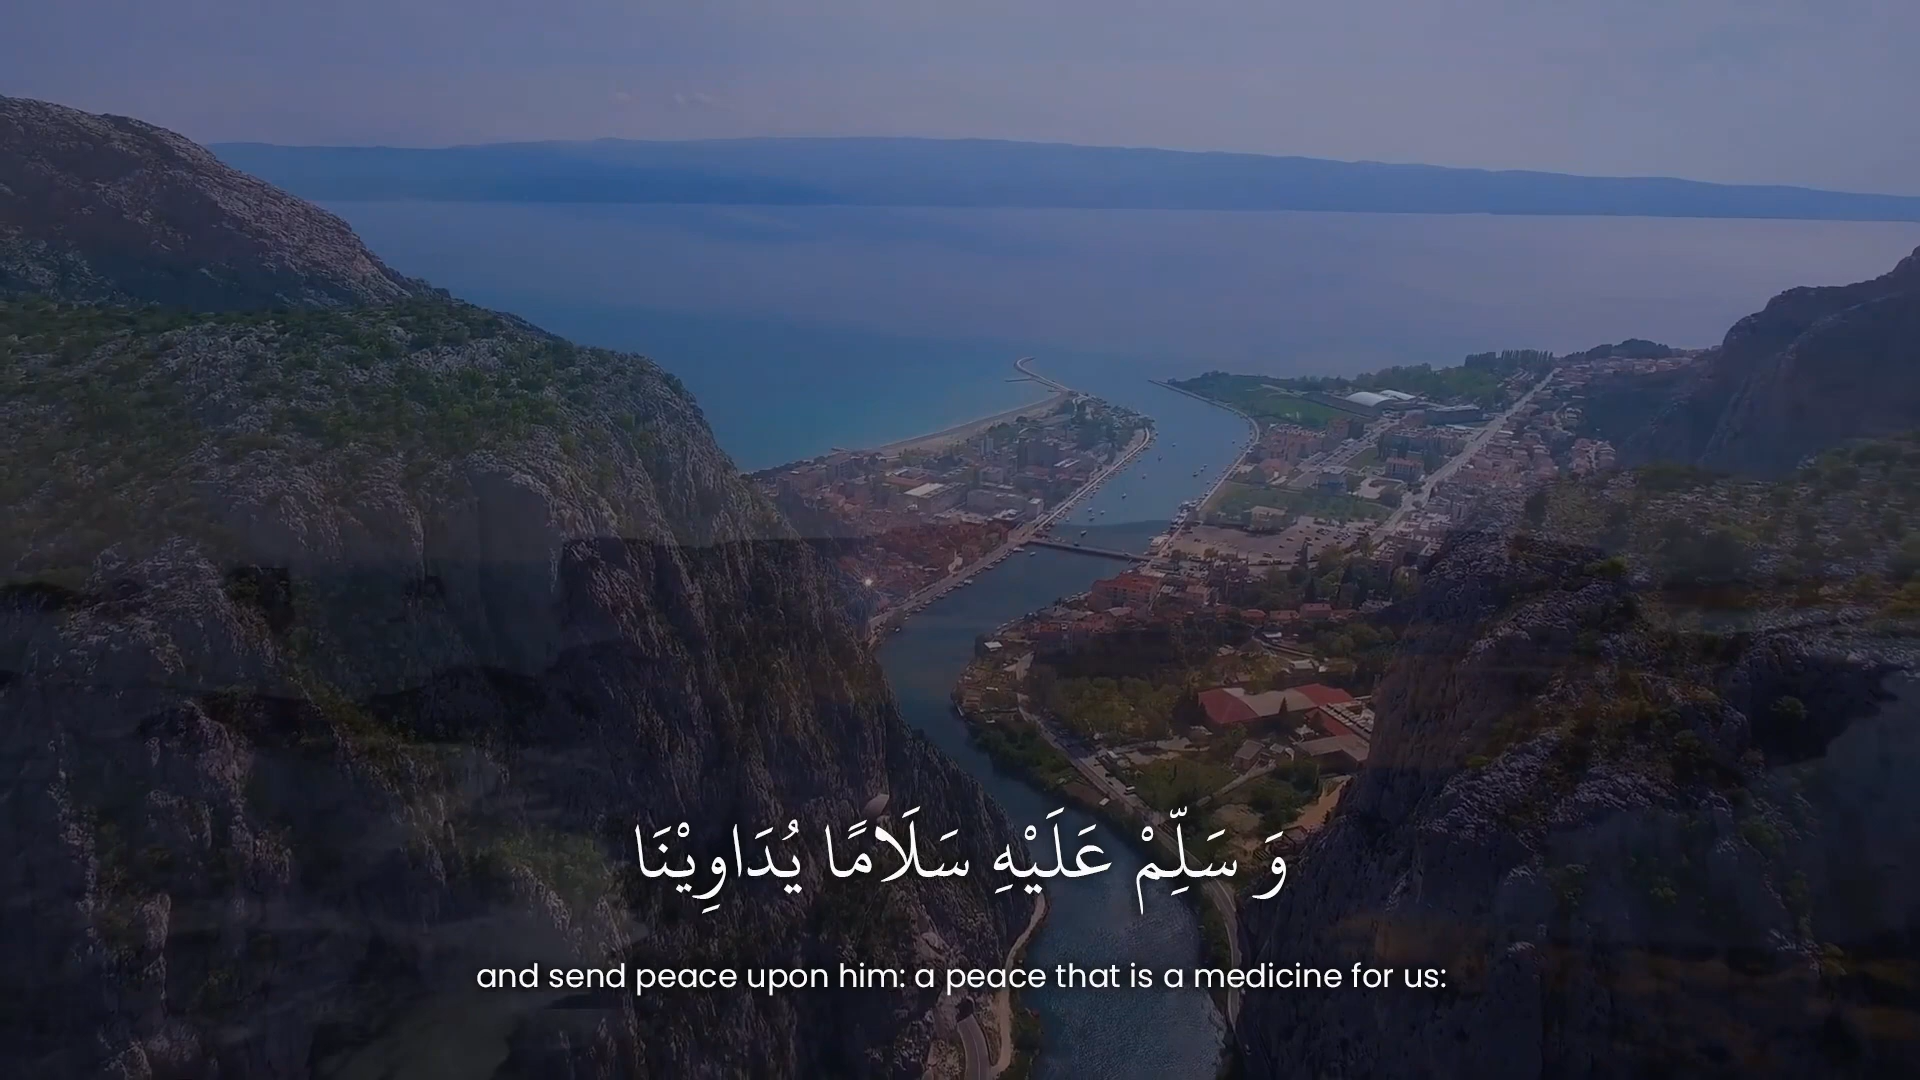 وَ سَلِّمْ عَلَيْهِ سَلَامًا يُدَاوِيْنَا
and send peace upon him: a peace that is a medicine for us: